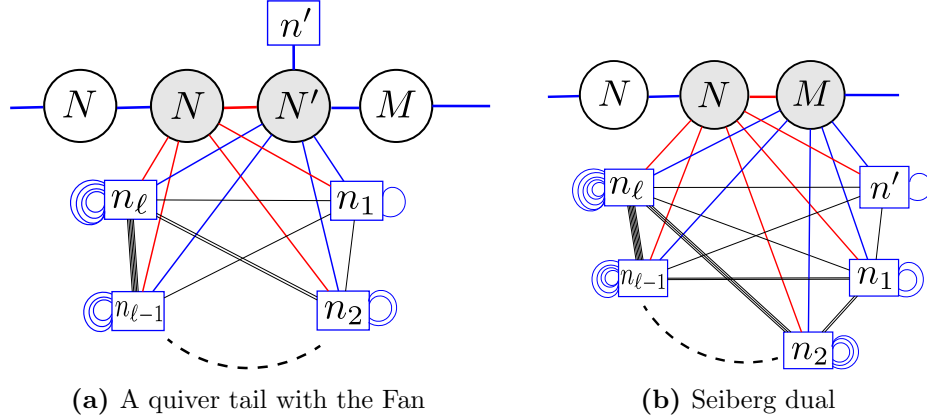 n′
N N N′ M
n_ℓ n_1
n_{ℓ−1} n_2
(a) A quiver tail with the Fan
N N M
n_ℓ n′
n_{ℓ−1} n_1
n_2
(b) Seiberg dual